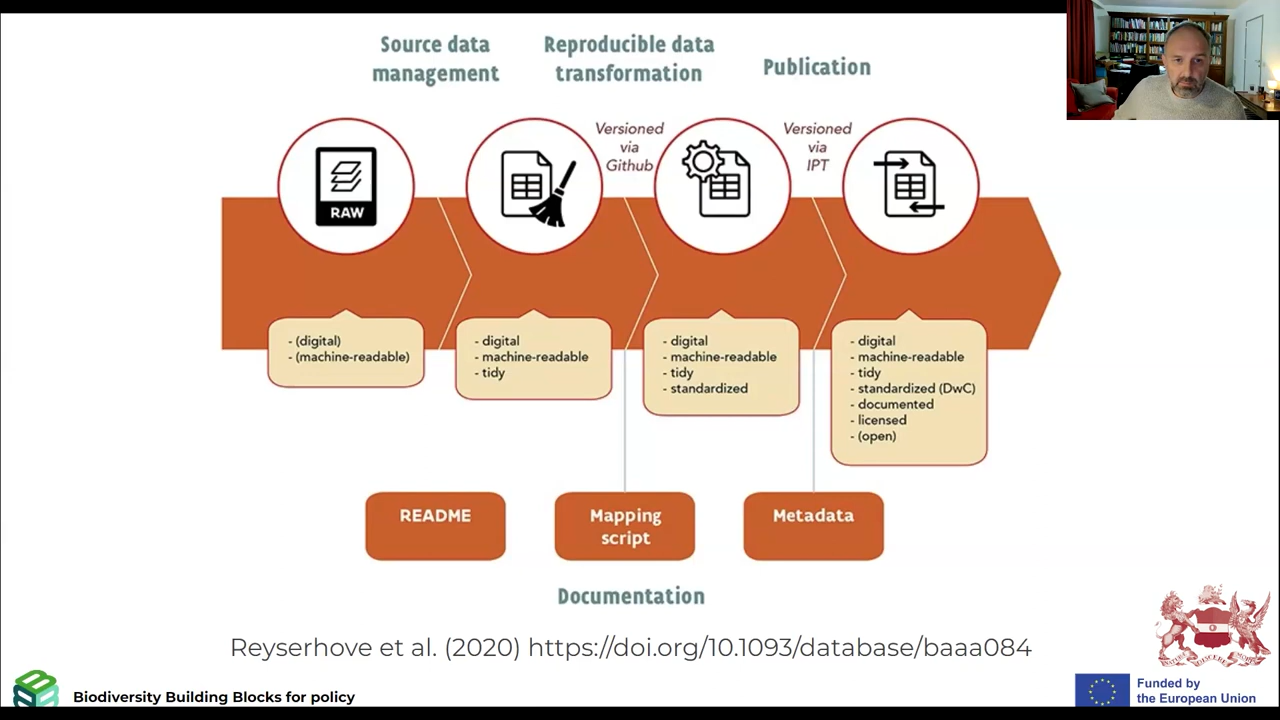 Source data
management
Reproducible data
transformation
Publication
Versioned
via
Github
Versioned
via
IPT
RAW
- (digital)
- (machine-readable)
- digital
- machine-readable
- tidy
- digital
- machine-readable
- tidy
- standardized
- digital
- machine-readable
- tidy
- standardized (DwC)
- documented
- licensed
- (open)
README
Mapping
script
Metadata
Documentation
Reyserhove et al. (2020) https://doi.org/10.1093/database/baaa084
Biodiversity Building Blocks for policy
Funded by
the European Union